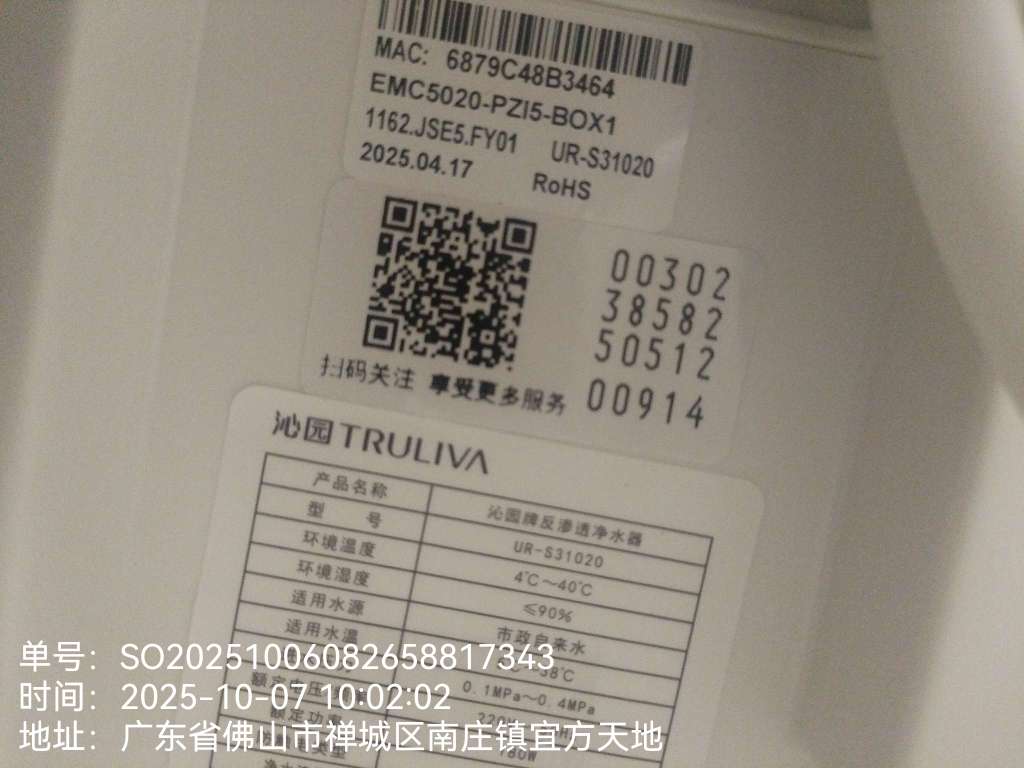 MAC: 6879C48B3464
EMC5020-PZI5-BOX1
1162.JSE5.FY01 UR-S31020
2025.04.17 RoHS
00302
38582
50512
00914
扫码关注 享受更多服务
沁园 TRULIVA
产品名称 沁园牌反渗透净水器
型 号 UR-S31020
环境温度 4℃~40℃
环境湿度 ≤90%
适用水源 市政自来水
适用水温 38℃
0.1MPa~0.4MPa
额定功
单号: SO20251006082658817343
时间: 2025-10-07 10:02:02
地址: 广东省佛山市禅城区南庄镇宜方天地